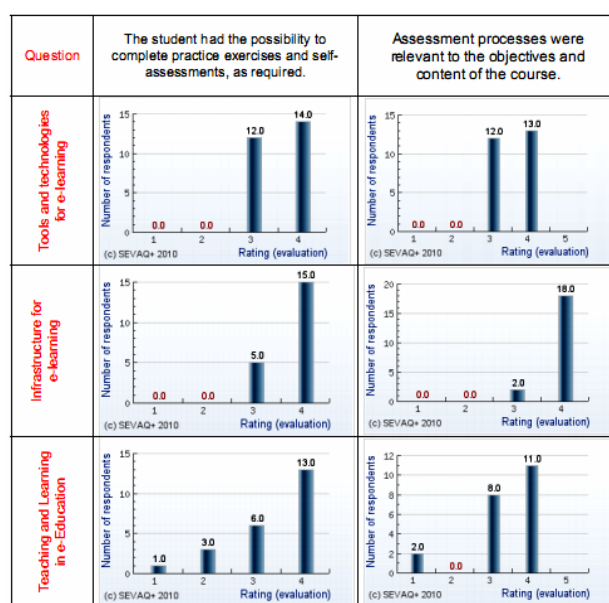 Question
The student had the possibility to
complete practice exercises and self-
assessments, as required.
Assessment processes were
relevant to the objectives and
content of the course.
Tools and technologies
for e-learning
Number of respondents
15
10
5
0
0.0
0.0
12.0
14.0
1
2
3
4
(c) SEVAQ+ 2010
Rating (evaluation)
Number of respondents
15
10
5
0
0.0
0.0
12.0
13.0
1
2
3
4
5
(c) SEVAQ+ 2010
Rating (evaluation)
Infrastructure for
e-learning
Number of respondents
15
10
5
0
0.0
0.0
5.0
15.0
1
2
3
4
(c) SEVAQ+ 2010
Rating (evaluation)
Number of respondents
20
15
10
5
0
0.0
0.0
2.0
18.0
1
2
3
4
(c) SEVAQ+ 2010
Rating (evaluation)
Teaching and Learning
in e-Education
Number of respondents
15
10
5
0
1.0
3.0
6.0
13.0
1
2
3
4
(c) SEVAQ+ 2010
Rating (evaluation)
Number of respondents
12
10
8
6
4
2
0
2.0
0.0
8.0
11.0
1
2
3
4
5
(c) SEVAQ+ 2010
Rating (evaluation)